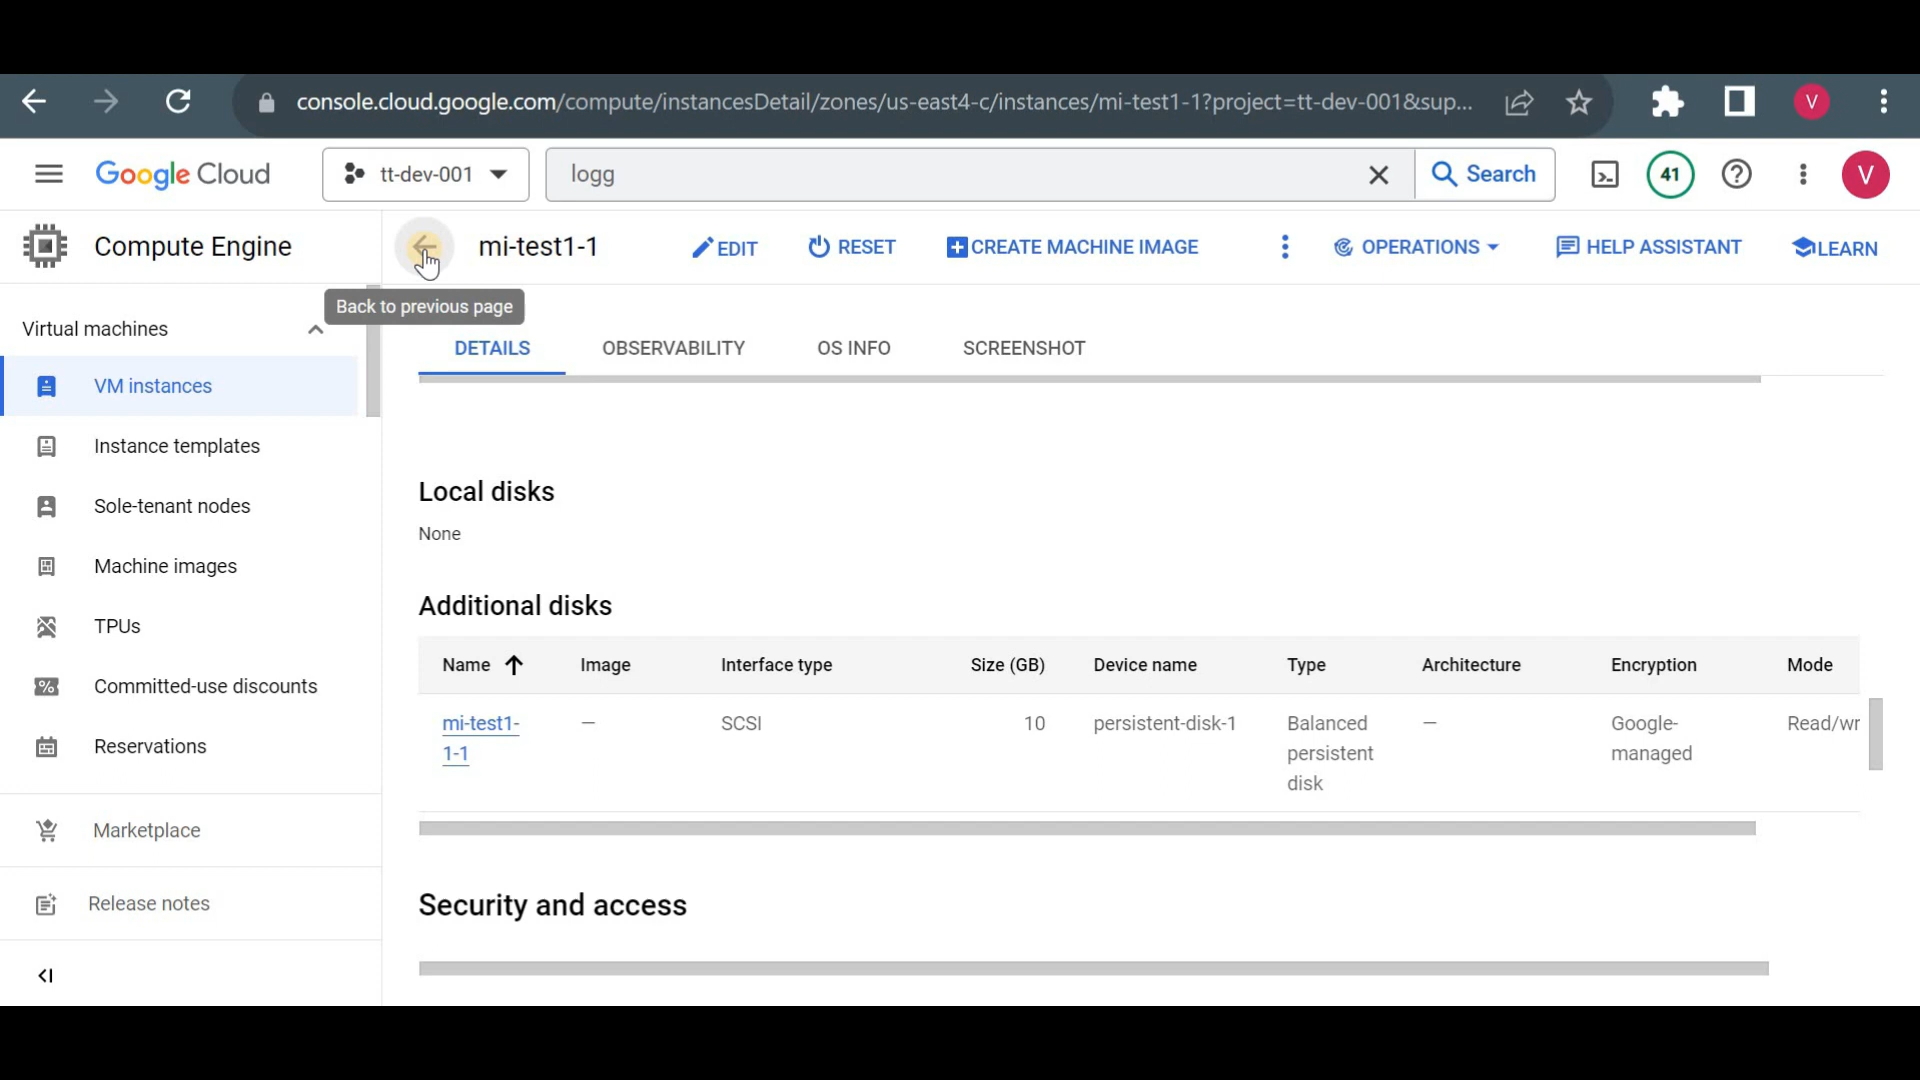 console.cloud.google.com/compute/instancesDetail/zones/us-east4-c/instances/mi-test1-1?project=tt-dev-001&sup...
V
Google Cloud
tt-dev-001
logg
Search
41
V
Compute Engine
mi-test1-1
EDIT
RESET
CREATE MACHINE IMAGE
OPERATIONS
HELP ASSISTANT
LEARN
Back to previous page
Virtual machines
VM instances
Instance templates
Sole-tenant nodes
Machine images
TPUs
Committed-use discounts
Reservations
Marketplace
Release notes
DETAILS
OBSERVABILITY
OS INFO
SCREENSHOT
Local disks
None
Additional disks
Name Image Interface type Size (GB) Device name Type Architecture Encryption Mode
mi-test1- — SCSI 10 persistent-disk-1 Balanced — Google- Read/wr
1-1 persistent managed
disk
Security and access